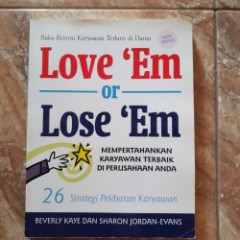 Buku Retensi Karyawan Terlaris di Dunia
Love 'Em
or
Lose 'Em
MEMPERTAHANKAN
KARYAWAN TERBAIK
DI PERUSAHAAN ANDA
26 Strategi Pelibatan Karyawan
BEVERLY KAYE DAN SHARON JORDAN-EVANS